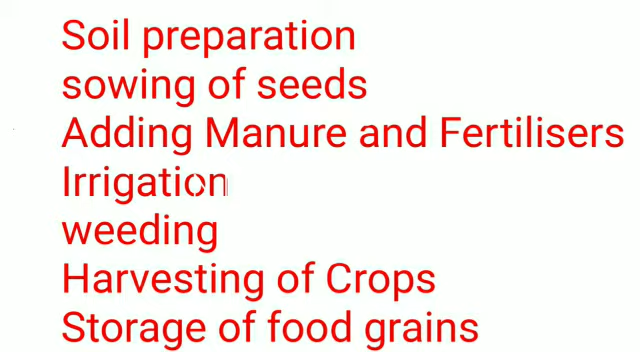 Soil preparation
sowing of seeds
Adding Manure and Fertilisers
Irrigation
weeding
Harvesting of Crops
Storage of food grains